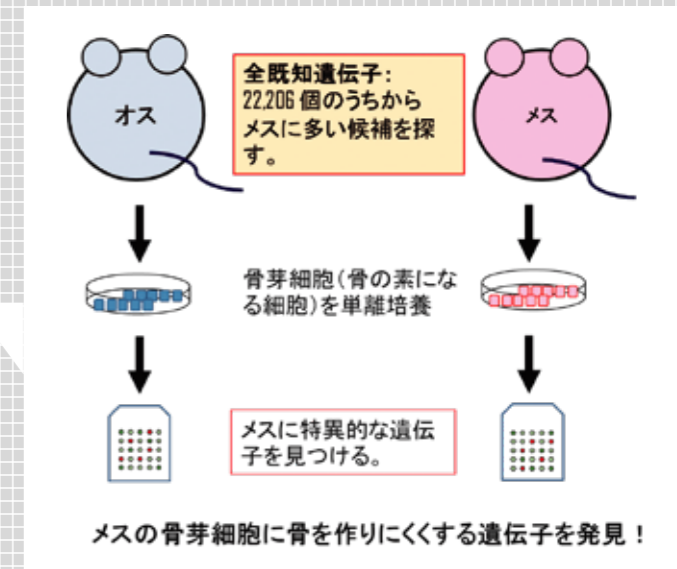 オス
全既知遺伝子：
22,206 個のうちから
メスに多い候補を探
す。
メス
骨芽細胞（骨の素にな
る細胞）を単離培養
メスに特異的な遺伝
子を見つける。
メスの骨芽細胞に骨を作りにくくする遺伝子を発見！